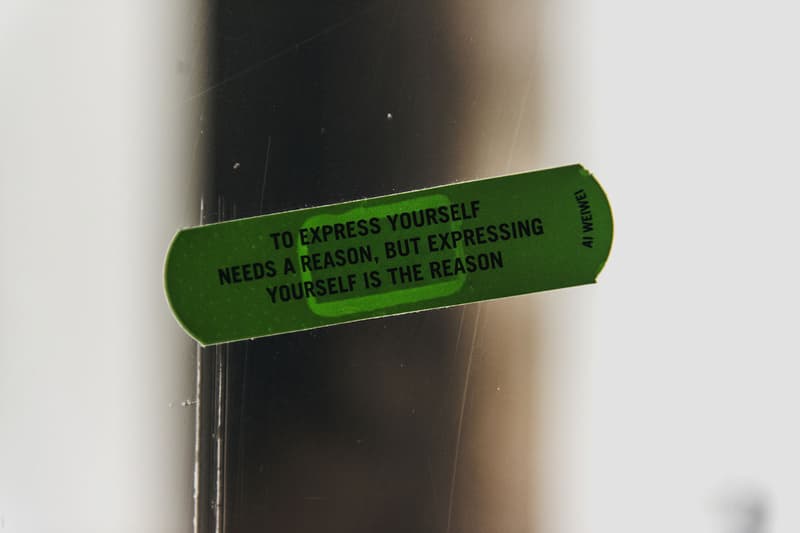 TO EXPRESS YOURSELF
NEEDS A REASON, BUT EXPRESSING
YOURSELF IS THE REASON
AI WEIWEI